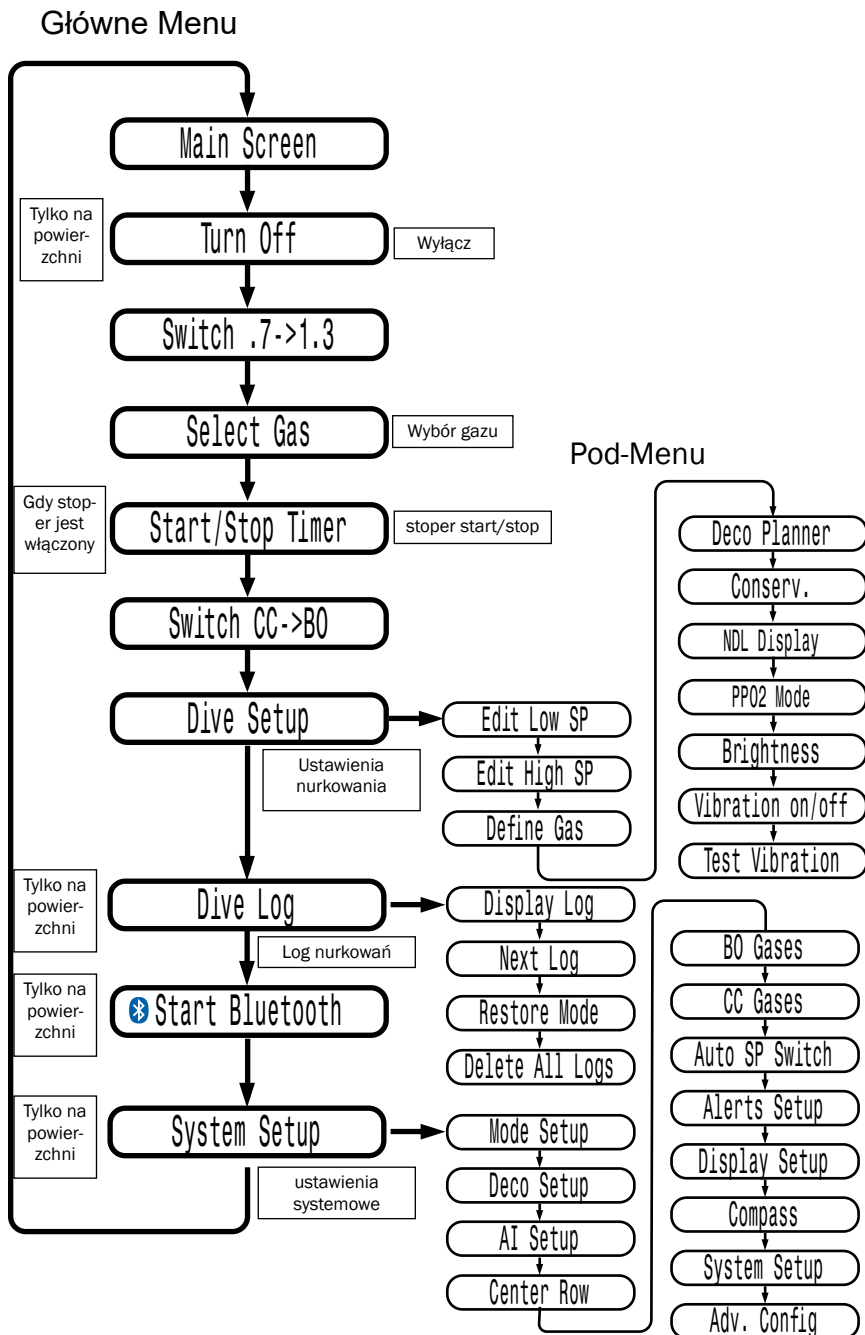 Główne Menu
Main Screen
Tylko na
powier-
zchni
Turn Off
Wyłącz
Switch .7->1.3
Select Gas
Wybór gazu
Gdy stop-
er jest
włączony
Start/Stop Timer
stoper start/stop
Switch CC->BO
Dive Setup
Ustawienia
nurkowania
Edit Low SP
Edit High SP
Define Gas
Pod-Menu
Deco Planner
Conserv.
NDL Display
PPO2 Mode
Brightness
Vibration on/off
Test Vibration
Tylko na
powier-
zchni
Dive Log
Log nurkowań
Display Log
Next Log
Restore Mode
Delete All Logs
Tylko na
powier-
zchni
Start Bluetooth
Tylko na
powier-
zchni
System Setup
ustawienia
systemowe
Mode Setup
Deco Setup
AI Setup
Center Row
BO Gases
CC Gases
Auto SP Switch
Alerts Setup
Display Setup
Compass
System Setup
Adv. Config